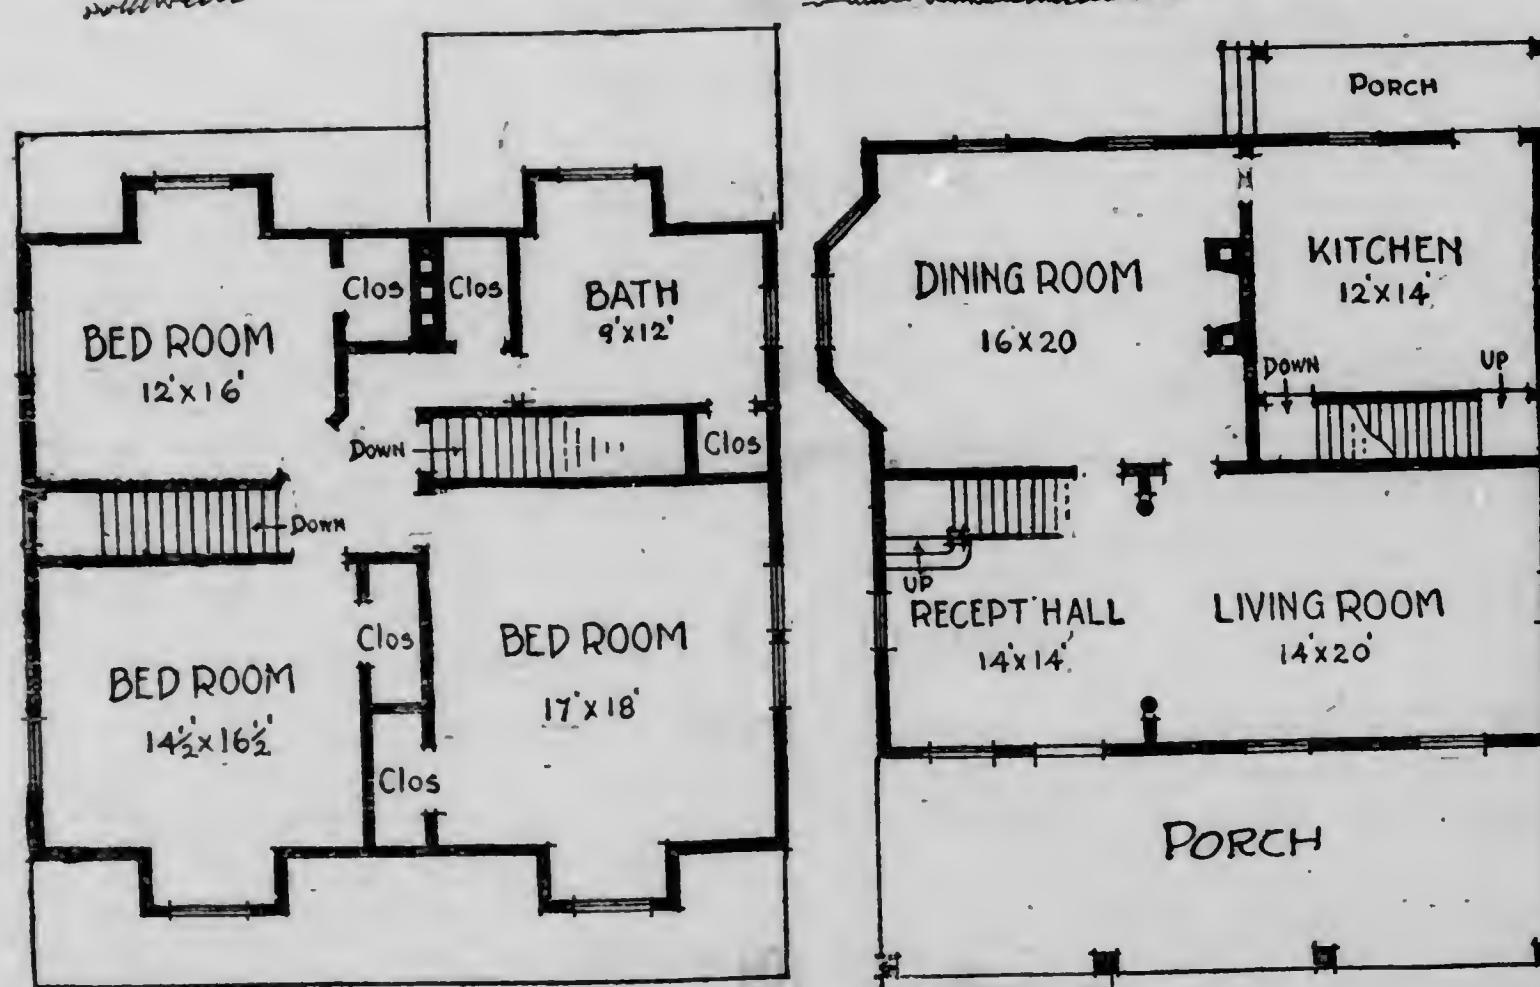 Clos
Clos
BATH
9'X12'
BED ROOM
12'X16'
DOWN
Clos
DOWN
Clos
BED ROOM
17'X18'
BED ROOM
14½'X16½'
Clos
PORCH
KITCHEN
12'X14'
DINING ROOM
16X20
DOWN
UP
UP
RECEPT HALL
14'X14'
LIVING ROOM
14'X20'
PORCH